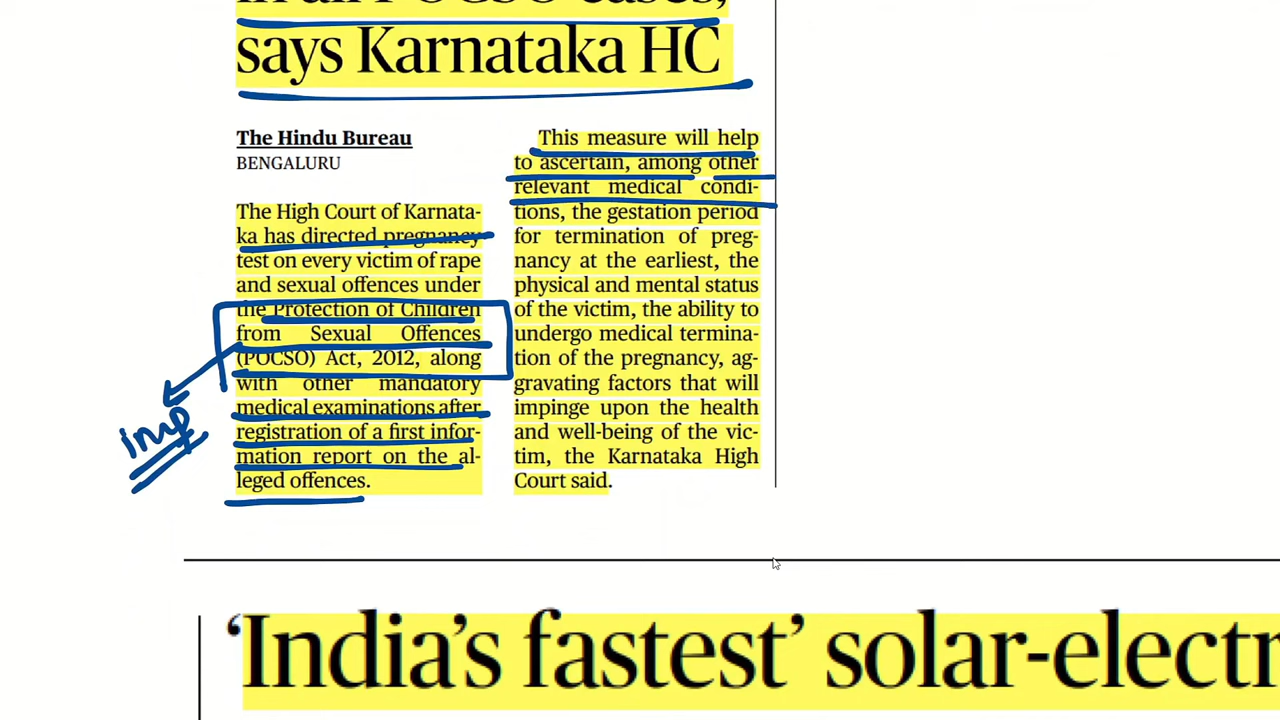 in all POCSO cases,
says Karnataka HC
The Hindu Bureau
BENGALURU
The High Court of Karnata-
ka has directed pregnancy
test on every victim of rape
and sexual offences under
the Protection of Children
from Sexual Offences
(POCSO) Act, 2012, along
with other mandatory
medical examinations after
registration of a first infor-
mation report on the al-
leged offences.
imp
This measure will help
to ascertain, among other
relevant medical condi-
tions, the gestation period
for termination of preg-
nancy at the earliest, the
physical and mental status
of the victim, the ability to
undergo medical termina-
tion of the pregnancy, ag-
gravating factors that will
impinge upon the health
and well-being of the vic-
tim, the Karnataka High
Court said.
‘India’s fastest’ solar-electr